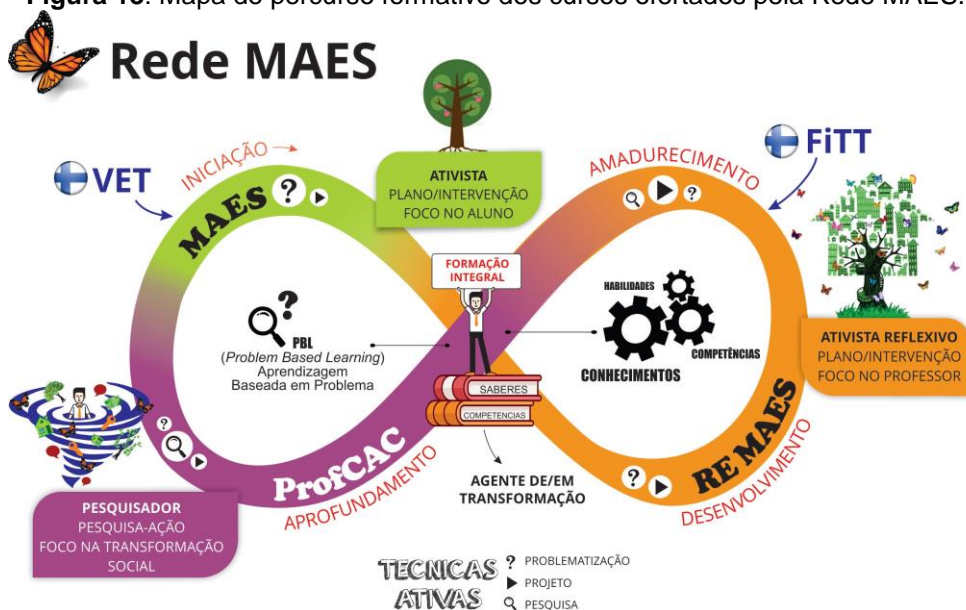 Figura 18. Mapa do percurso formativo dos cursos ofertados pela Rede MAES.
Rede MAES
VET
INICIAÇÃO
MAES
?
ATIVISTA
PLANO/INTERVENÇÃO
FOCO NO ALUNO
AMADURECIMENTO
?
FiTT
FORMAÇÃO
INTEGRAL
?
PBL
(Problem Based Learning)
Aprendizagem
Baseada em Problema
HABILIDADES
COMPETÊNCIAS
CONHECIMENTOS
ATIVISTA REFLEXIVO
PLANO/INTERVENÇÃO
FOCO NO PROFESSOR
SABERES
COMPETENCIAS
?
ProfCAC
APROFUNDAMENTO
AGENTE DE/EM
TRANSFORMAÇÃO
?
RE MAES
DESENVOLVIMENTO
PESQUISADOR
PESQUISA-AÇÃO
FOCO NA TRANSFORMAÇÃO
SOCIAL
TECNICAS
ATIVAS
? PROBLEMATIZAÇÃO
PROJETO
PESQUISA